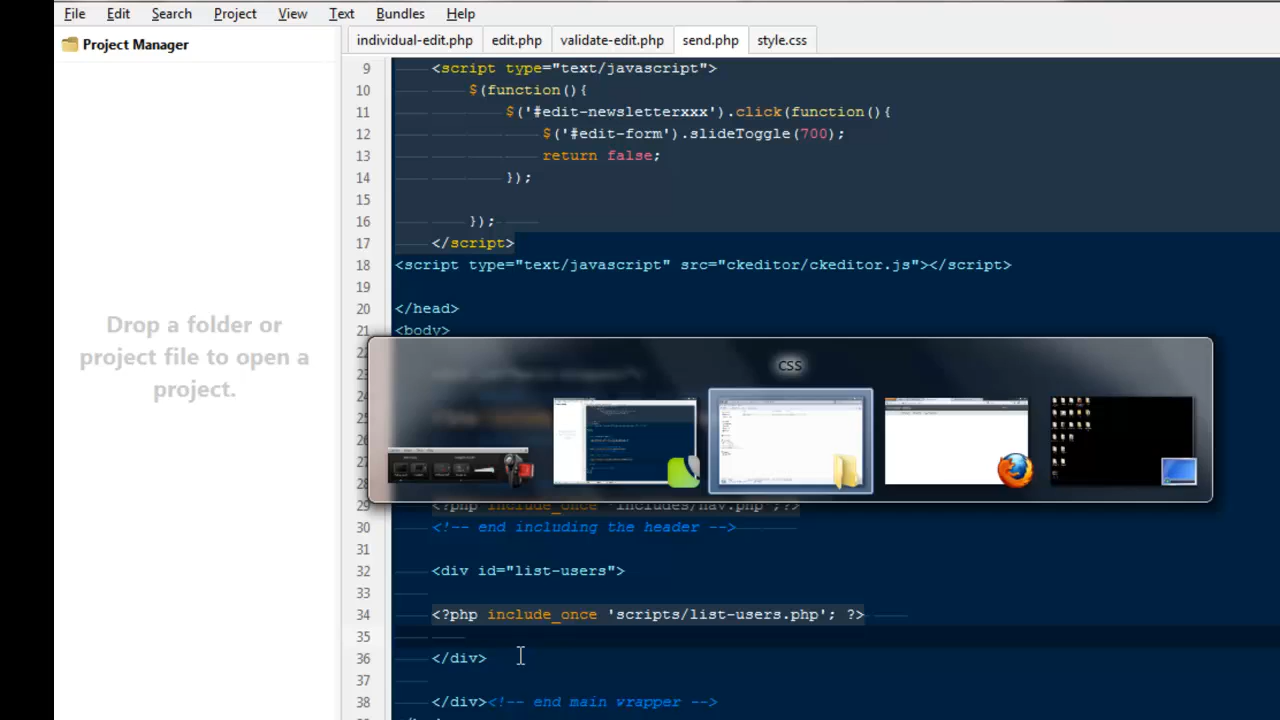 File Edit Search Project View Text Bundles Help
Project Manager
individual-edit.php edit.php validate-edit.php send.php style.css
Drop a folder or
project file to open a
project.
9 <script type="text/javascript">
10 $(function(){
11 $('#edit-newsletterxxx').click(function(){
12 $('#edit-form').slideToggle(700);
13 return false;
14 });
15
16 });
17 </script>
18 <script type="text/javascript" src="ckeditor/ckeditor.js"></script>
19
20 </head>
21 <body>
CSS
29 <?php include_once 'includes/nav.php';?>
30 <!-- end including the header -->
31
32 <div id="list-users">
33
34 <?php include_once 'scripts/list-users.php'; ?>
35
36 </div>
37
38 </div><!-- end main wrapper -->